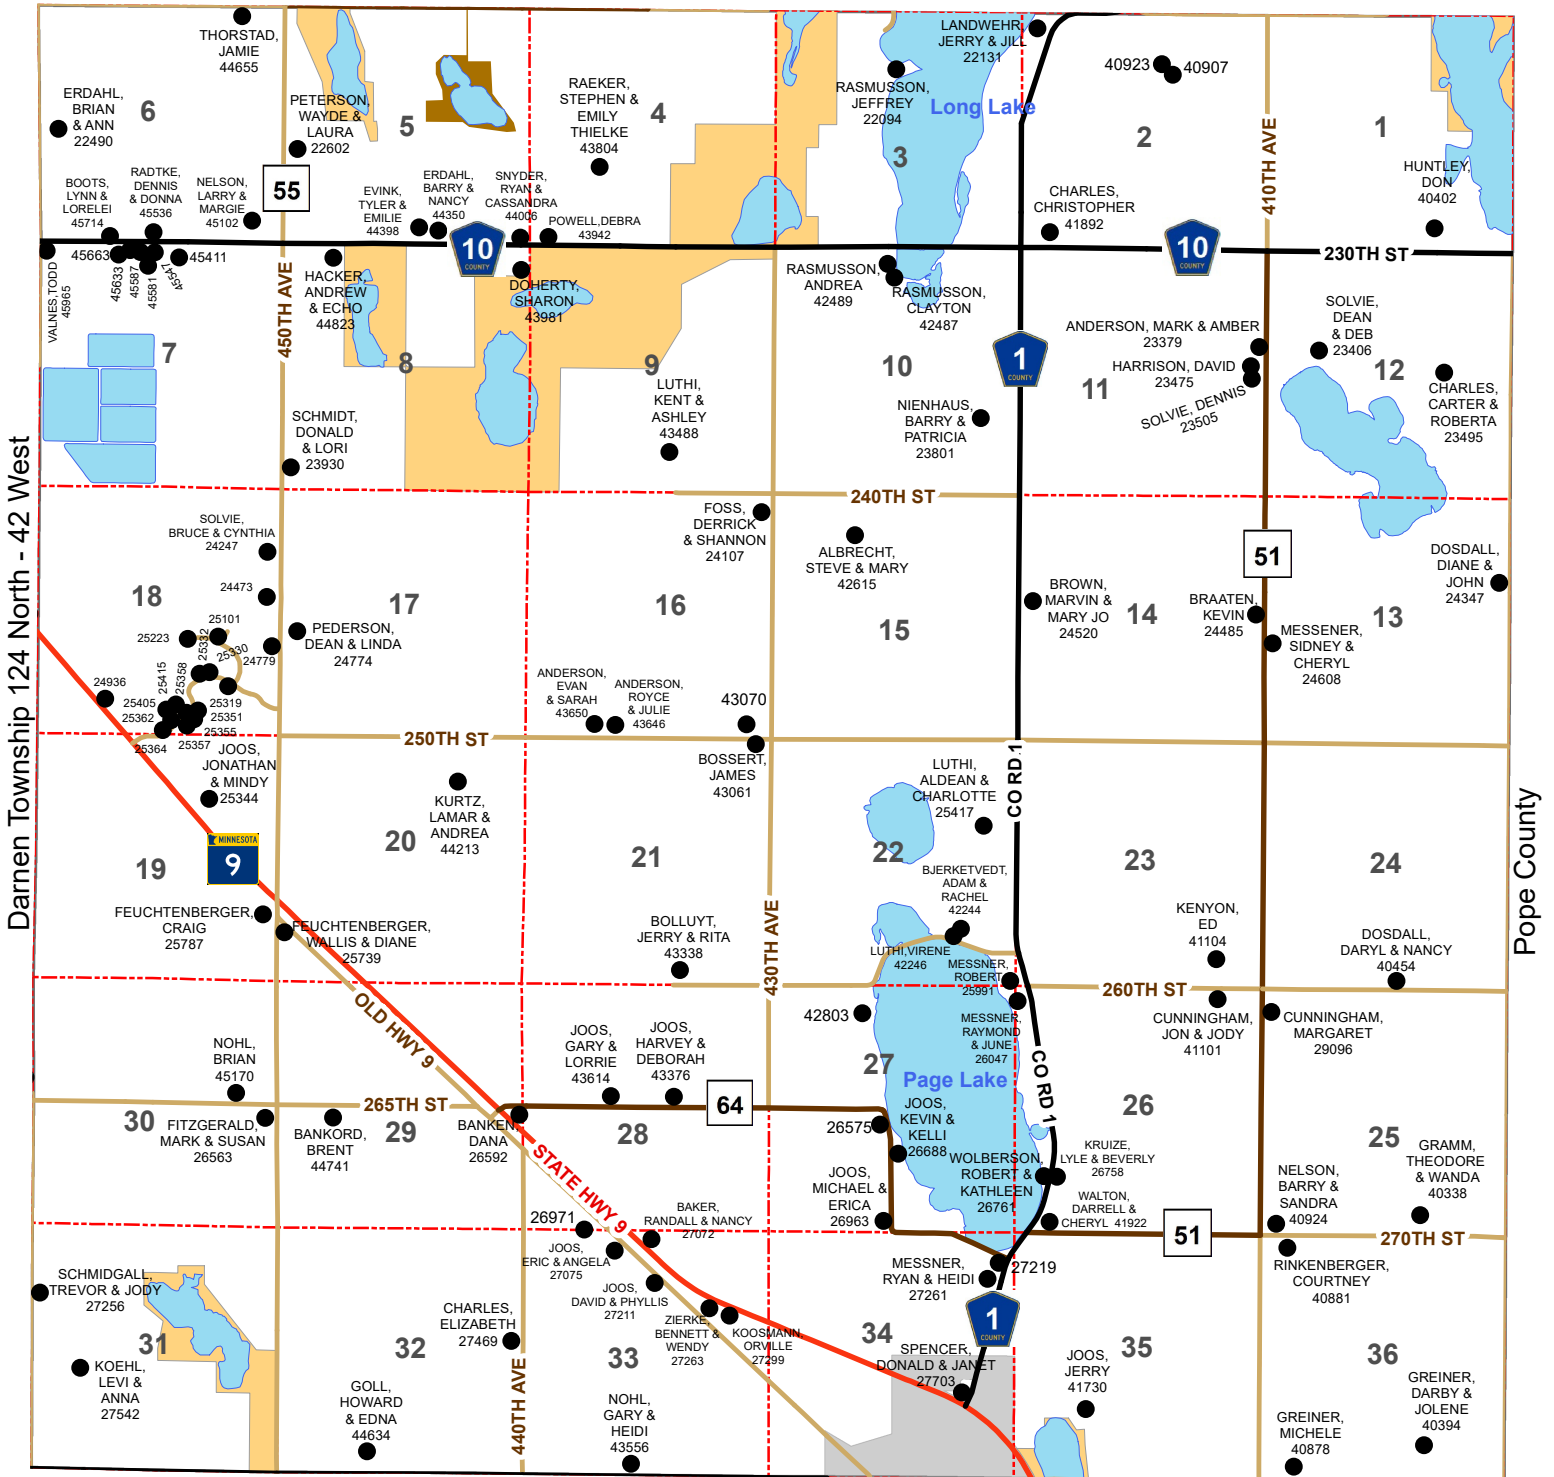 THORSTAD,
JAMIE
44655
ERDAHL,
BRIAN
& ANN
22490
6
PETERSON,
WAYDE &
LAURA
22602
5
RAEKER,
STEPHEN &
EMILY
THIELKE
43804
4
LANDWEHR,
JERRY & JILL
22131
RASMUSSON,
JEFFREY
22094
Long Lake
3
40923
40907
2
410TH AVE
1
HUNTLEY,
DON
40402
BOOTS,
LYNN &
LORELEI
45714
RADTKE,
DENNIS
& DONNA
45536
NELSON,
LARRY &
MARGIE
45102
55
EVINK,
TYLER &
EMILIE
44398
ERDAHL,
BARRY &
NANCY
44350
SNYDER,
RYAN &
CASSANDRA
44006
POWELL,DEBRA
43942
CHARLES,
CHRISTOPHER
41892
10
COUNTY
10
COUNTY
230TH ST
VALNES,TODD
45965
45663
45633
45587
45581
45547
45411
450TH AVE
HACKER,
ANDREW
& ECHO
44823
DOHERTY,
SHARON
43981
RASMUSSON,
ANDREA
42489
RASMUSSON,
CLAYTON
42487
1
COUNTY
ANDERSON, MARK & AMBER
23379
HARRISON, DAVID
23475
SOLVIE, DENNIS
23505
SOLVIE,
DEAN
& DEB
23406
7
8
9
10
11
12
LUTHI,
KENT &
ASHLEY
43488
NIENHAUS,
BARRY &
PATRICIA
23801
CHARLES,
CARTER &
ROBERTA
23495
SCHMIDT,
DONALD
& LORI
23930
Darnen Township 124 North - 42 West
240TH ST
SOLVIE,
BRUCE & CYNTHIA
24247
FOSS,
DERRICK
& SHANNON
24107
ALBRECHT,
STEVE & MARY
42615
51
DOSDALL,
DIANE &
JOHN
24347
24473
18
17
16
15
BROWN,
MARVIN &
MARY JO
24520
14
BRAATEN,
KEVIN
24485
13
MESSENER,
SIDNEY &
CHERYL
24608
25101
25223
25332
25330
24779
PEDERSON,
DEAN & LINDA
24774
24936
25415
25358
25405
25362
25364
25319
25351
25355
25357
ANDERSON,
EVAN
& SARAH
43650
ANDERSON,
ROYCE
& JULIE
43646
43070
250TH ST
BOSSERT,
JAMES
43061
CO RD 1
JOOS,
JONATHAN
& MINDY
25344
KURTZ,
LAMAR &
ANDREA
44213
LUTHI,
ALDEAN &
CHARLOTTE
25417
MINNESOTA
9
19
20
21
22
23
24
Pope County
BJERKETVEDT,
ADAM &
RACHEL
42244
FEUCHTENBERGER,
CRAIG
25787
FEUCHTENBERGER,
WALLIS & DIANE
25739
BOLLUYT,
JERRY & RITA
43338
430TH AVE
LUTHI,VIRENE
42246
MESSNER,
ROBERT
25991
KENYON,
ED
41104
DOSDALL,
DARYL & NANCY
40454
260TH ST
OLD HWY 9
42803
MESSNER,
RAYMOND
& JUNE
26047
CUNNINGHAM,
JON & JODY
41101
CUNNINGHAM,
MARGARET
29096
NOHL,
BRIAN
45170
JOOS,
GARY &
LORRIE
43614
JOOS,
HARVEY &
DEBORAH
43376
27
Page Lake
CO RD 1
265TH ST
64
26
30
FITZGERALD,
MARK & SUSAN
26563
BANKORD,
BRENT
44741
29
BANKEN,
DANA
26592
28
26575
JOOS,
KEVIN &
KELLI
26688
25
STATE HWY 9
JOOS,
MICHAEL &
ERICA
26963
WOLBERSON,
ROBERT &
KATHLEEN
26761
KRUIZE,
LYLE & BEVERLY
26758
WALTON,
DARRELL &
CHERYL 41922
NELSON,
BARRY &
SANDRA
40924
GRAMM,
THEODORE
& WANDA
40338
26971
BAKER,
RANDALL & NANCY
27072
51
270TH ST
JOOS,
ERIC & ANGELA
27075
JOOS,
DAVID & PHYLLIS
27211
MESSNER,
RYAN & HEIDI
27261
27219
RINKENBERGER,
COURTNEY
40881
SCHMIDGALL,
TREVOR & JODY
27256
CHARLES,
ELIZABETH
27469
ZIERKE,
BENNETT &
WENDY
27263
KOOSMANN,
ORVILLE
27299
1
COUNTY
31
32
33
34
35
36
KOEHL,
LEVI &
ANNA
27542
440TH AVE
SPENCER,
DONALD & JANET
27703
JOOS,
JERRY
41730
GOLL,
HOWARD
& EDNA
44634
NOHL,
GARY &
HEIDI
43556
GREINER,
MICHELE
40878
GREINER,
DARBY &
JOLENE
40394